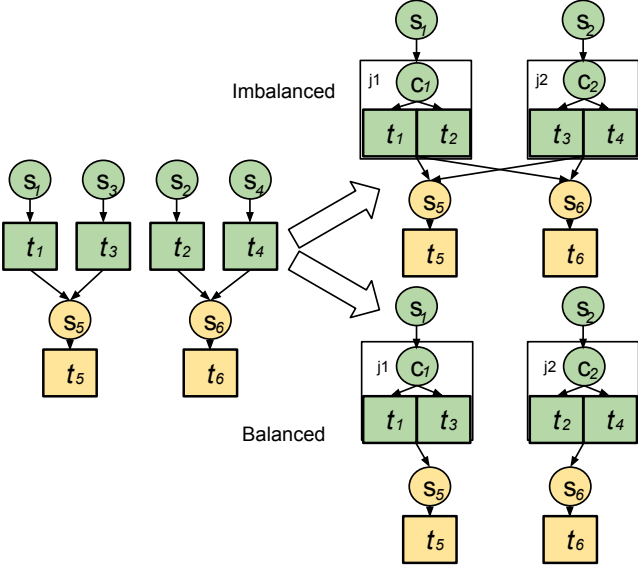 s1 s2
Imbalanced
j1 c1 j2 c2
t1 t2 t3 t4
s1 s3 s2 s4
s5 s6
t1 t3 t2 t4
t5 t6
s5 s6
t5 t6
s1 s2
j1 c1 j2 c2
t1 t3 t2 t4
Balanced
s5 s6
t5 t6